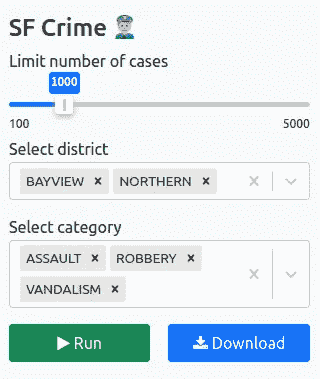 SF Crime 👮
Limit number of cases
1000
100 5000
Select district
BAYVIEW × NORTHERN ×
Select category
ASSAULT × ROBBERY ×
VANDALISM ×
Run Download